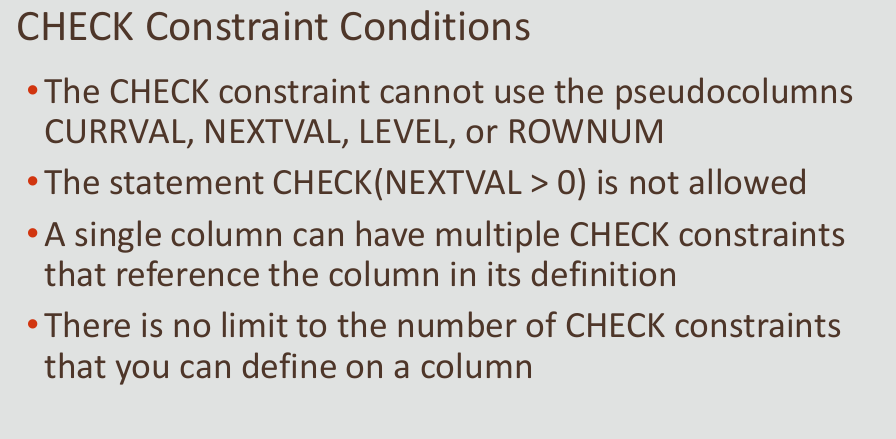 CHECK Constraint Conditions
•The CHECK constraint cannot use the pseudocolumns
CURRVAL, NEXTVAL, LEVEL, or ROWNUM
•The statement CHECK(NEXTVAL > 0) is not allowed
•A single column can have multiple CHECK constraints
that reference the column in its definition
•There is no limit to the number of CHECK constraints
that you can define on a column